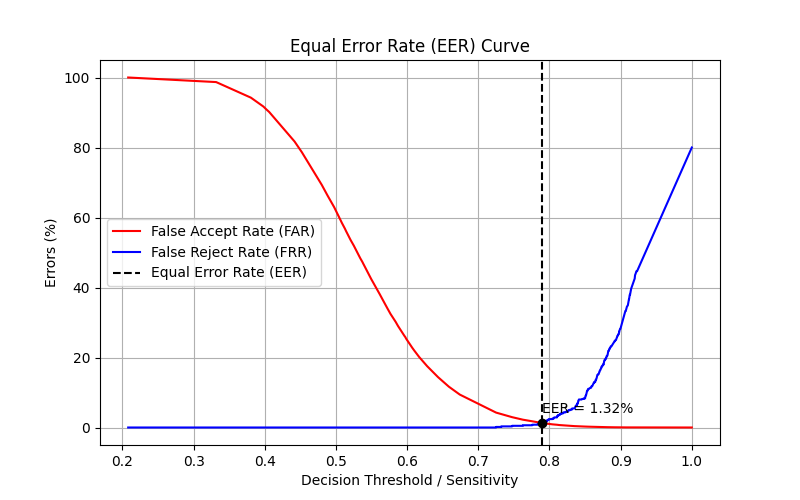 Equal Error Rate (EER) Curve
Errors (%)
100
80
60
40
20
0
False Accept Rate (FAR)
False Reject Rate (FRR)
Equal Error Rate (EER)
EER = 1.32%
0.2 0.3 0.4 0.5 0.6 0.7 0.8 0.9 1.0
Decision Threshold / Sensitivity